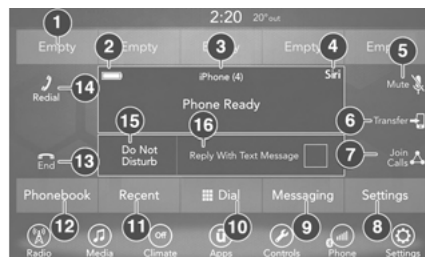 2:20 20°out
1
Empty
Empty
Empty
Empty
2
3
4
5
iPhone (4)
Siri
Mute
Redial
14
Phone Ready
6
Transfer
15
16
Do Not
Disturb
Reply With Text Message
End
13
7
Join
Calls
Phonebook
Recent
Dial
Messaging
Settings
12
11
10
9
8
Off
Radio
Media
Climate
Apps
Controls
Phone
Settings